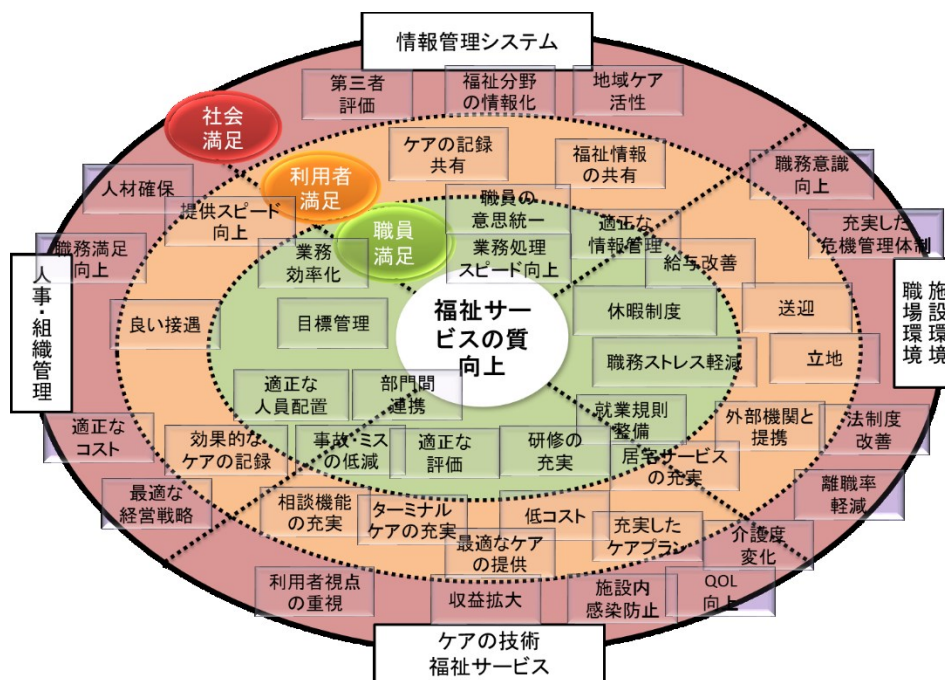 情報管理システム
第三者
評価
福祉分野
の情報化
地域ケア
活性
社会
満足
ケアの記録
共有
福祉情報
の共有
職務意識
向上
人材確保
利用者
満足
提供スピード
向上
職員の
意思統一
適正な
情報管理
充実した
危機管理体制
職務満足
向上
業務
効率化
職員
満足
業務処理
スピード向上
給与改善
人事・組織管理
良い接遇
目標管理
福祉サー
ビスの質
向上
休暇制度
送迎
施設環境
職場環境
職務ストレス軽減
立地
適正な
人員配置
部門間
連携
就業規則
整備
外部機関と
提携
法制度
改善
適正な
コスト
効果的な
ケアの記録
事故・ミス
の低減
適正な
評価
研修の
充実
居宅サービス
の充実
離職率
軽減
最適な
経営戦略
相談機能
の充実
ターミナル
ケアの充実
低コスト
充実した
ケアプラン
介護度
変化
最適なケア
の提供
利用者視点
の重視
収益拡大
施設内
感染防止
QOL
向上
ケアの技術
福祉サービス